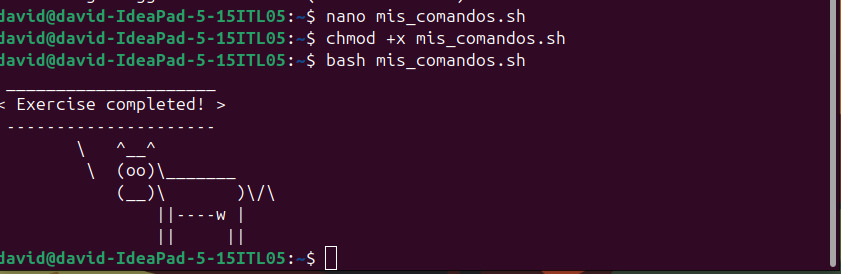 david@david-IdeaPad-5-15ITL05:~$ nano mis_comandos.sh
david@david-IdeaPad-5-15ITL05:~$ chmod +x mis_comandos.sh
david@david-IdeaPad-5-15ITL05:~$ bash mis_comandos.sh
 _____________________
< Exercise completed! >
 ---------------------
        \   ^__^
         \  (oo)\_______
            (__)\       )\/\
                ||----w |
                ||     ||
david@david-IdeaPad-5-15ITL05:~$